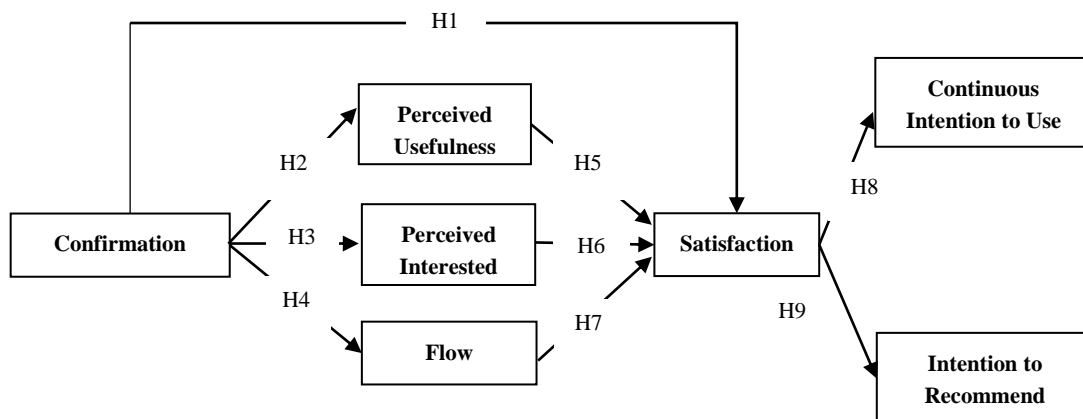 H1
Continuous
Intention to Use
Perceived
Usefulness
H2
H5
H8
Confirmation
H3
Perceived
Interested
H6
Satisfaction
H4
H7
H9
Flow
Intention to
Recommend